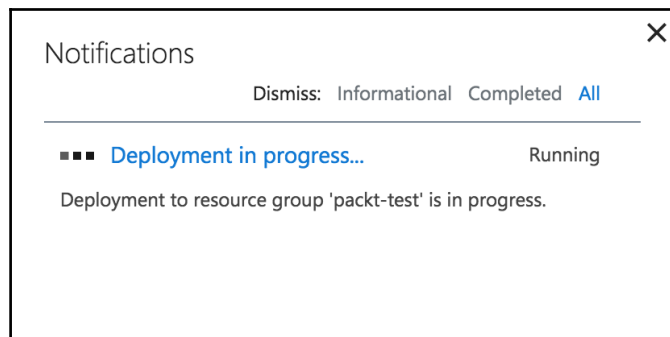 Notifications
Dismiss: Informational Completed All
Deployment in progress... Running
Deployment to resource group 'packt-test' is in progress.